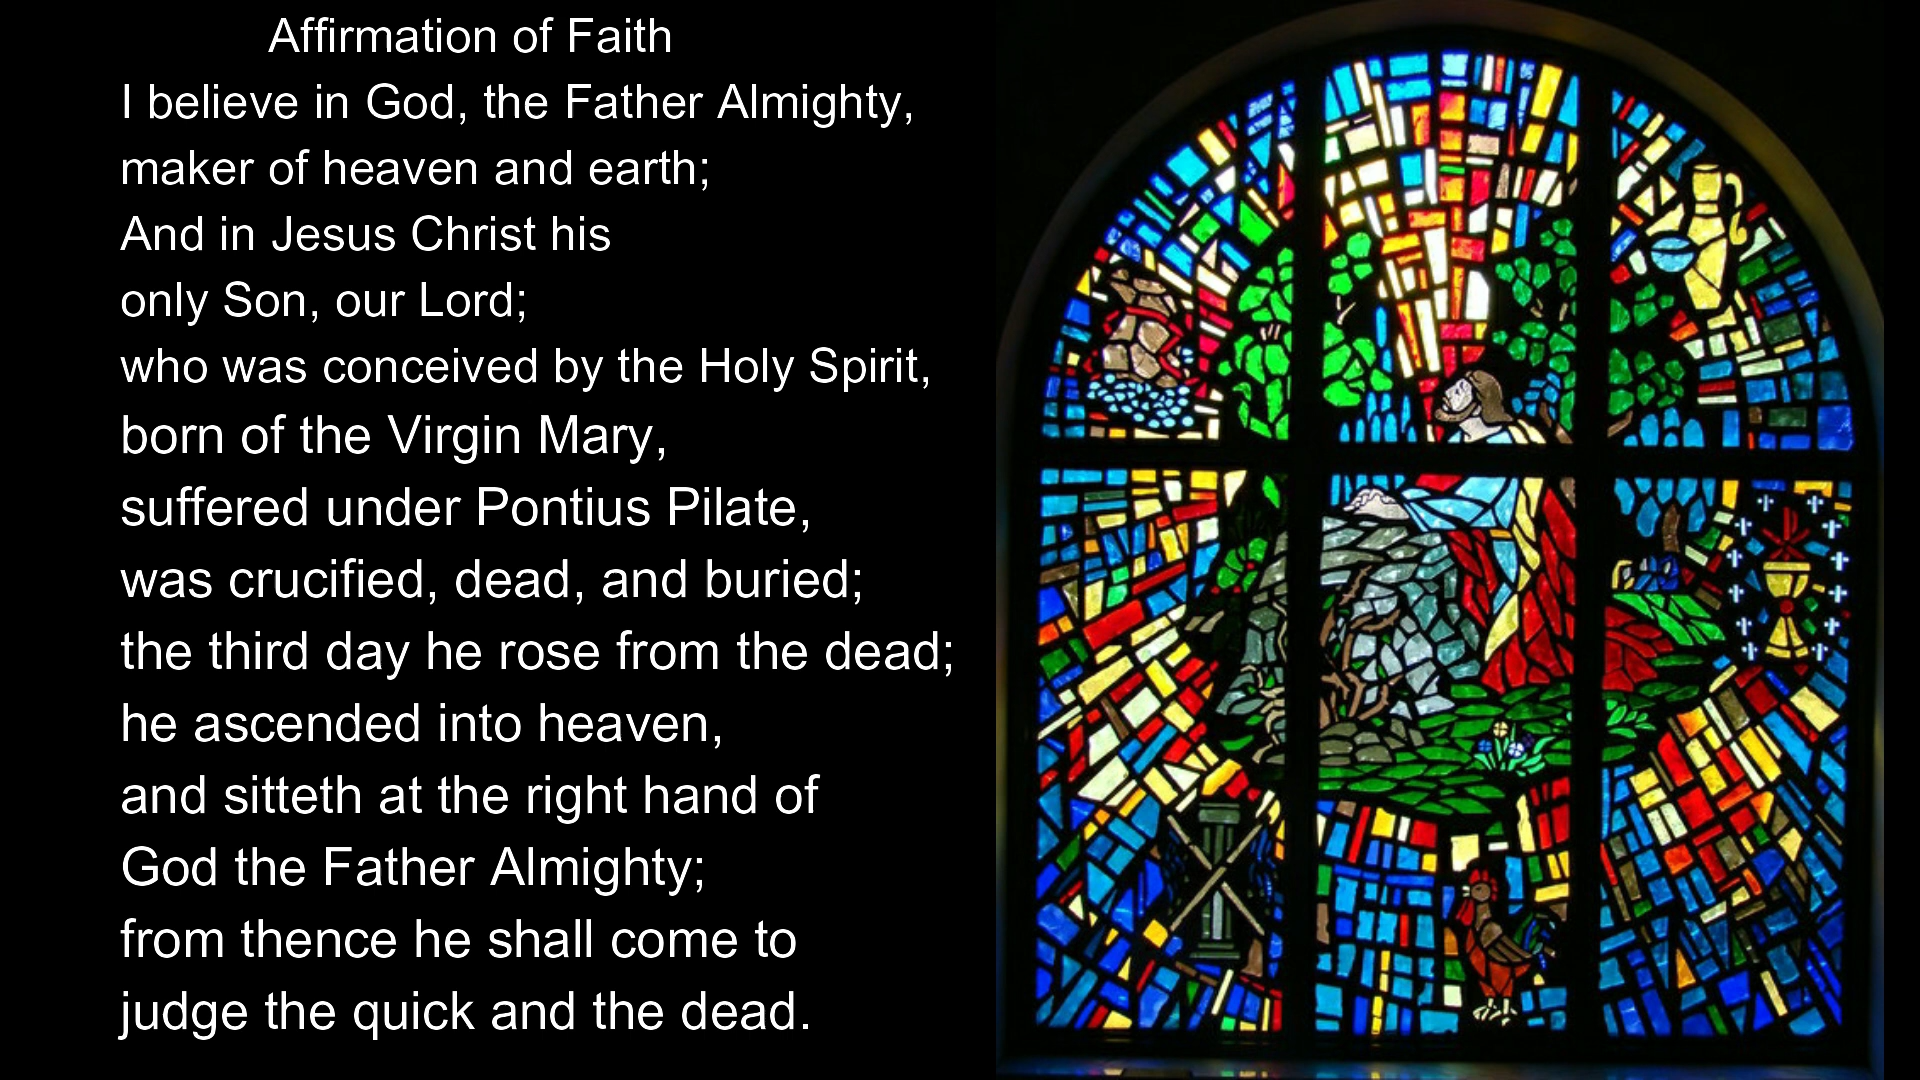 Affirmation of Faith
I believe in God, the Father Almighty,
maker of heaven and earth;
And in Jesus Christ his
only Son, our Lord;
who was conceived by the Holy Spirit,
born of the Virgin Mary,
suffered under Pontius Pilate,
was crucified, dead, and buried;
the third day he rose from the dead;
he ascended into heaven,
and sitteth at the right hand of
God the Father Almighty;
from thence he shall come to
judge the quick and the dead.